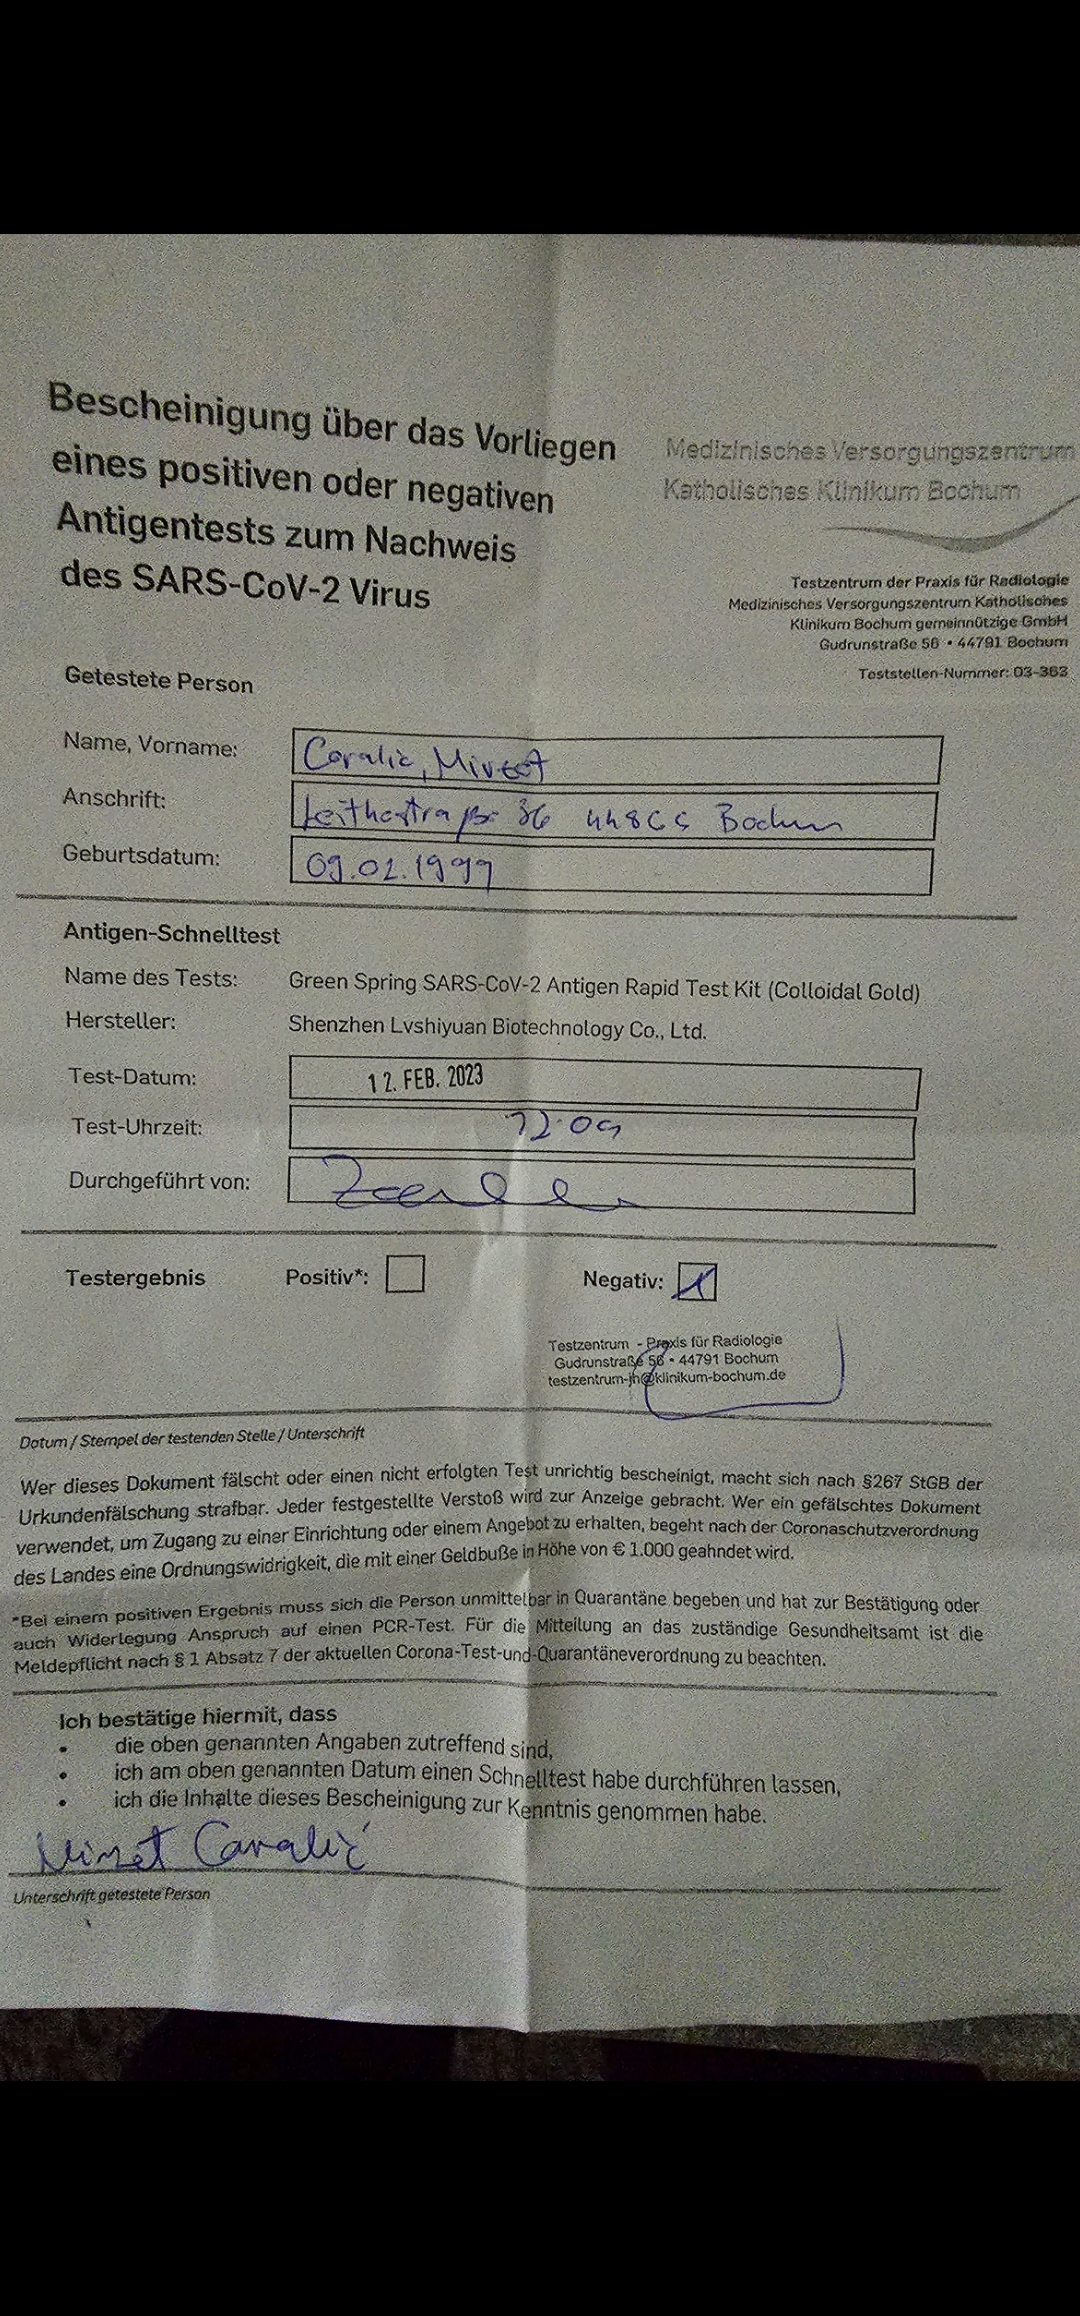 Bescheinigung über das Vorliegen
eines positiven oder negativen
Antigentests zum Nachweis
des SARS-CoV-2 Virus
Medizinisches Versorgungszentrum
Katholisches Klinikum Bochum
Testzentrum der Praxis für Radiologie
Medizinisches Versorgungszentrum Katholisches
Klinikum Bochum gemeinnützige GmbH
Gudrunstraße 56 • 44791 Bochum
Teststellen-Nummer: 03-363
Getestete Person
Name, Vorname: Coralic,
Anschrift: 36 Bochum
Geburtsdatum: 09.02.1999
Antigen-Schnelltest
Name des Tests: Green Spring SARS-CoV-2 Antigen Rapid Test Kit (Colloidal Gold)
Hersteller: Shenzhen Lvshiyuan Biotechnology Co., Ltd.
Test-Datum: 12. FEB. 2023
Test-Uhrzeit:
Durchgeführt von:
Testergebnis Positiv*: Negativ:
Testzentrum - Praxis für Radiologie
Gudrunstraße 56 • 44791 Bochum
testzentrum-jh@klinikum-bochum.de
Datum / Stempel der testenden Stelle / Unterschrift
Wer dieses Dokument fälscht oder einen nicht erfolgten Test unrichtig bescheinigt, macht sich nach §267 StGB der
Urkundenfälschung strafbar. Jeder festgestellte Verstoß wird zur Anzeige gebracht. Wer ein gefälschtes Dokument
verwendet, um Zugang zu einer Einrichtung oder einem Angebot zu erhalten, begeht nach der Coronaschutzverordnung
des Landes eine Ordnungswidrigkeit, die mit einer Geldbuße in Höhe von € 1.000 geahndet wird.
*Bei einem positiven Ergebnis muss sich die Person unmittelbar in Quarantäne begeben und hat zur Bestätigung oder
auch Widerlegung Anspruch auf einen PCR-Test. Für die Mitteilung an das zuständige Gesundheitsamt ist die
Meldepflicht nach § 1 Absatz 7 der aktuellen Corona-Test-und-Quarantäneverordnung zu beachten.
Ich bestätige hiermit, dass
• die oben genannten Angaben zutreffend sind,
• ich am oben genannten Datum einen Schnelltest habe durchführen lassen,
• ich die Inhalte dieses Bescheinigung zur Kenntnis genommen habe.
Ćoralić
Unterschrift getestete Person